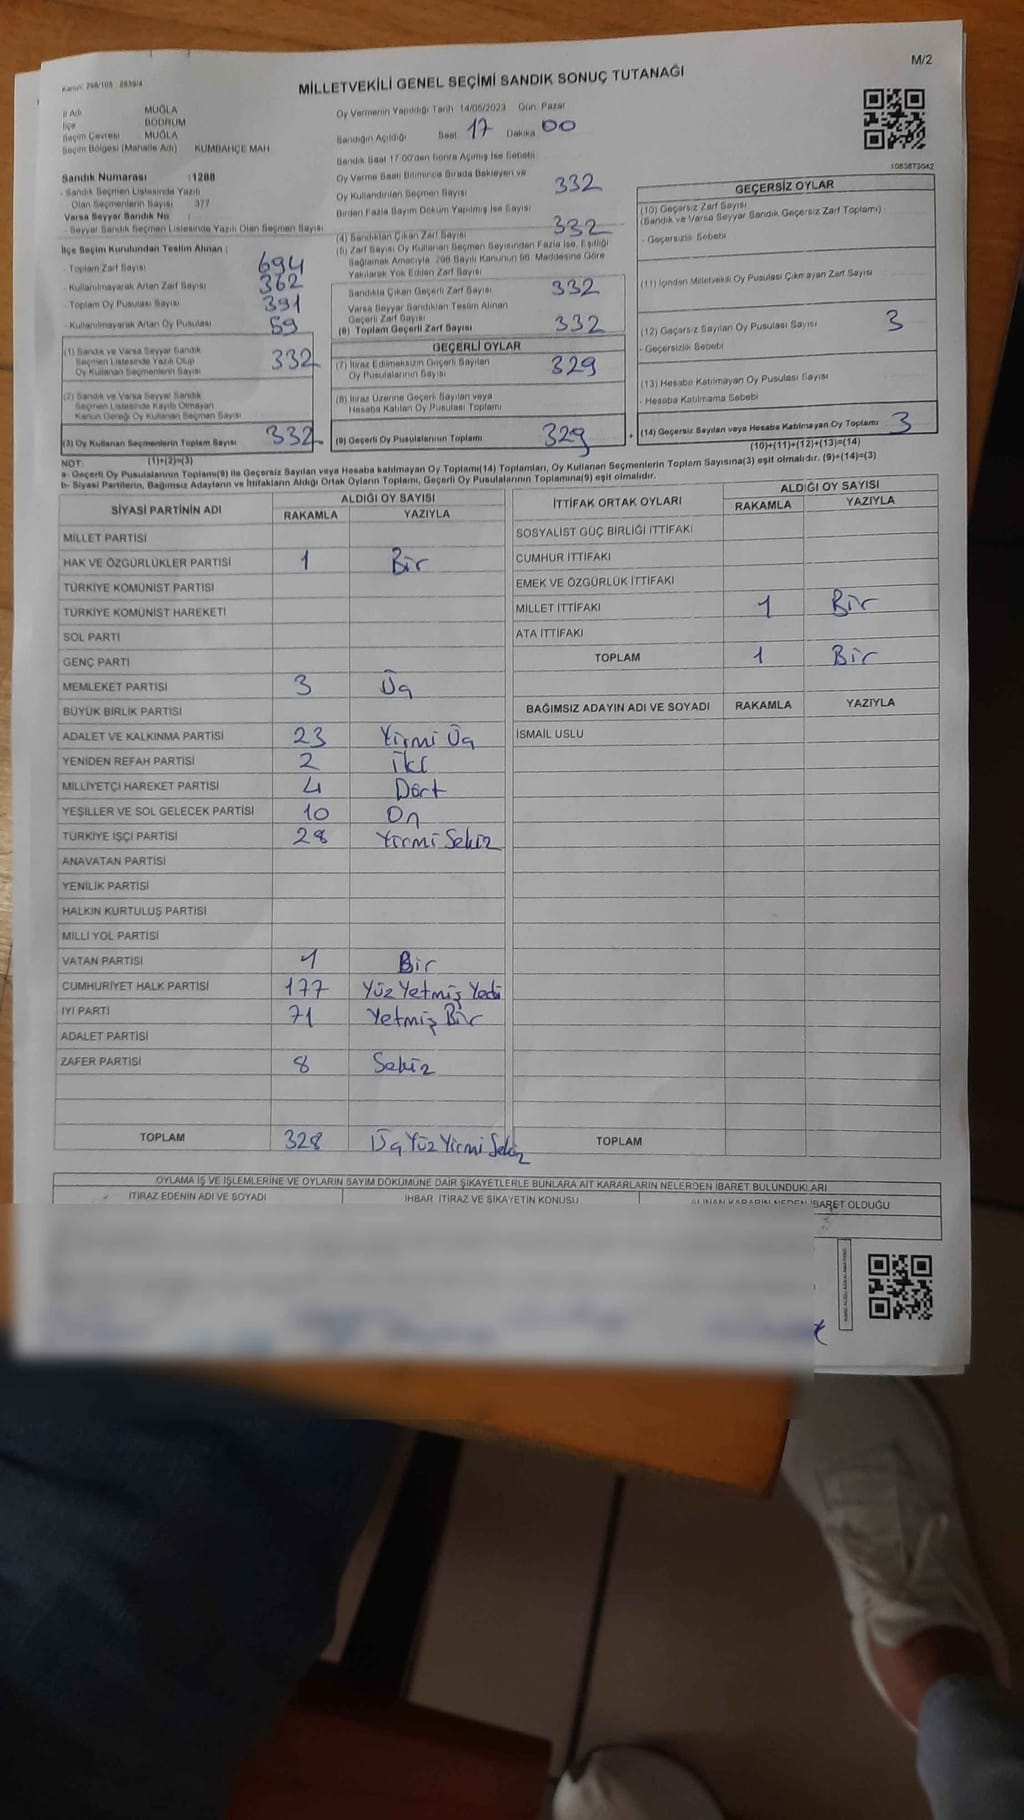 M/2
Kanun: 298/105 - 2839/4
MİLLETVEKİLİ GENEL SEÇİMİ SANDIK SONUÇ TUTANAĞI
İl Adı MUĞLA
İlçe BODRUM
Seçim Çevresi MUĞLA
Seçim Bölgesi (Mahalle Adı) KUMBAHÇE MAH.
Sandık Numarası : 1288
- Sandık Seçmen Listesinde Yazılı
Olan Seçmenlerin Sayısı 377
Varsa Seyyar Sandık No :
- Seyyar Sandık Seçmen Listesinde Yazılı Olan Seçmen Sayısı
İlçe Seçim Kurulundan Teslim Alınan ;
- Toplam Zarf Sayısı 694
- Kullanılmayarak Artan Zarf Sayısı 362
- Toplam Oy Pusulası Sayısı 391
- Kullanılmayarak Artan Oy Pusulası 59
(1) Sandık ve Varsa Seyyar Sandık
Seçmen Listesinde Yazılı Olup
Oy Kullanan Seçmenlerin Sayısı 332
(2) Sandık ve Varsa Seyyar Sandık
Seçmen Listesinde Kayıtlı Olmayan
Kanun Gereği Oy Kullanan Seçmen Sayısı
(3) Oy Kullanan Seçmenlerin Toplam Sayısı 332
(1)+(2)=(3)
Oy Vermenin Yapıldığı Tarih 14/05/2023 Gün: Pazar
Sandığın Açıldığı Saat 17 Dakika 00
Sandık Saat 17:00'den Sonra Açılmış İse Sebebi :
Oy Verme Saati Bitiminde Sırada Bekleyen ve
Oy Kullandırılan Seçmen Sayısı 332
Birden Fazla Sayım Döküm Yapılmış İse Sayısı
(4) Sandıktan Çıkan Zarf Sayısı 332
(5) Zarf Sayısı Oy Kullanan Seçmen Sayısından Fazla İse, Eşitliği
Sağlamak Amacıyla, 298 Sayılı Kanunun 98. Maddesine Göre
Yakılarak Yok Edilen Zarf Sayısı
Sandıkta Çıkan Geçerli Zarf Sayısı 332
Varsa Seyyar Sandıktan Teslim Alınan
Geçerli Zarf Sayısı
(6) Toplam Geçerli Zarf Sayısı 332
GEÇERLİ OYLAR
(7) İtiraz Edilmeksizin Geçerli Sayılan
Oy Pusulalarının Sayısı 329
(8) İtiraz Üzerine Geçerli Sayılan veya
Hesaba Katılan Oy Pusulası Toplamı
(9) Geçerli Oy Pusulalarının Toplamı 329
1083873042
GEÇERSİZ OYLAR
(10) Geçersiz Zarf Sayısı
(Sandık ve Varsa Seyyar Sandık Geçersiz Zarf Toplamı)
- Geçersizlik Sebebi
(11) İçinden Milletvekili Oy Pusulası Çıkmayan Zarf Sayısı
(12) Geçersiz Sayılan Oy Pusulası Sayısı 3
- Geçersizlik Sebebi
(13) Hesaba Katılmayan Oy Pusulası Sayısı
- Hesaba Katılmama Sebebi
+ (14) Geçersiz Sayılan veya Hesaba Katılmayan Oy Toplamı 3
(10)+(11)+(12)+(13)=(14)
NOT:
a- Geçerli Oy Pusulalarının Toplamı(9) ile Geçersiz Sayılan veya Hesaba katılmayan Oy Toplamı(14) Toplamları, Oy Kullanan Seçmenlerin Toplam Sayısına(3) eşit olmalıdır. (9)+(14)=(3)
b- Siyasi Partilerin, Bağımsız Adayların ve İttifakların Aldığı Ortak Oyların Toplamı, Geçerli Oy Pusulalarının Toplamına(9) eşit olmalıdır.
SİYASİ PARTİNİN ADI ALDIĞI OY SAYISI
RAKAMLA YAZIYLA
MİLLET PARTİSİ
HAK VE ÖZGÜRLÜKLER PARTİSİ 1 Bir
TÜRKİYE KOMÜNİST PARTİSİ
TÜRKİYE KOMÜNİST HAREKETİ
SOL PARTİ
GENÇ PARTİ
MEMLEKET PARTİSİ 3 Üç
BÜYÜK BİRLİK PARTİSİ
ADALET VE KALKINMA PARTİSİ 23 Yirmi Üç
YENİDEN REFAH PARTİSİ 2 İki
MİLLİYETÇİ HAREKET PARTİSİ 4 Dört
YEŞİLLER VE SOL GELECEK PARTİSİ 10 On
TÜRKİYE İŞÇİ PARTİSİ 28 Yirmi Sekiz
ANAVATAN PARTİSİ
YENİLİK PARTİSİ
HALKIN KURTULUŞ PARTİSİ
MİLLİ YOL PARTİSİ
VATAN PARTİSİ 1 Bir
CUMHURİYET HALK PARTİSİ 177 Yüz Yetmiş Yedi
İYİ PARTİ 71 Yetmiş Bir
ADALET PARTİSİ
ZAFER PARTİSİ 8 Sekiz
TOPLAM 328 Üç Yüz Yirmi Sekiz
İTTİFAK ORTAK OYLARI ALDIĞI OY SAYISI
RAKAMLA YAZIYLA
SOSYALİST GÜÇ BİRLİĞİ İTTİFAKI
CUMHUR İTTİFAKI
EMEK VE ÖZGÜRLÜK İTTİFAKI
MİLLET İTTİFAKI 1 Bir
ATA İTTİFAKI
TOPLAM 1 Bir
BAĞIMSIZ ADAYIN ADI VE SOYADI RAKAMLA YAZIYLA
İSMAİL USLU
TOPLAM
OYLAMA İŞ VE İŞLEMLERİNE VE OYLARIN SAYIM DÖKÜMÜNE DAİR ŞİKAYETLERLE BUNLARA AİT KARARLARIN NELERDEN İBARET BULUNDUKLARI
İTİRAZ EDENİN ADI VE SOYADI İHBAR, İTİRAZ VE ŞİKAYETİN KONUSU ALINAN KARARIN NEDEN İBARET OLDUĞU